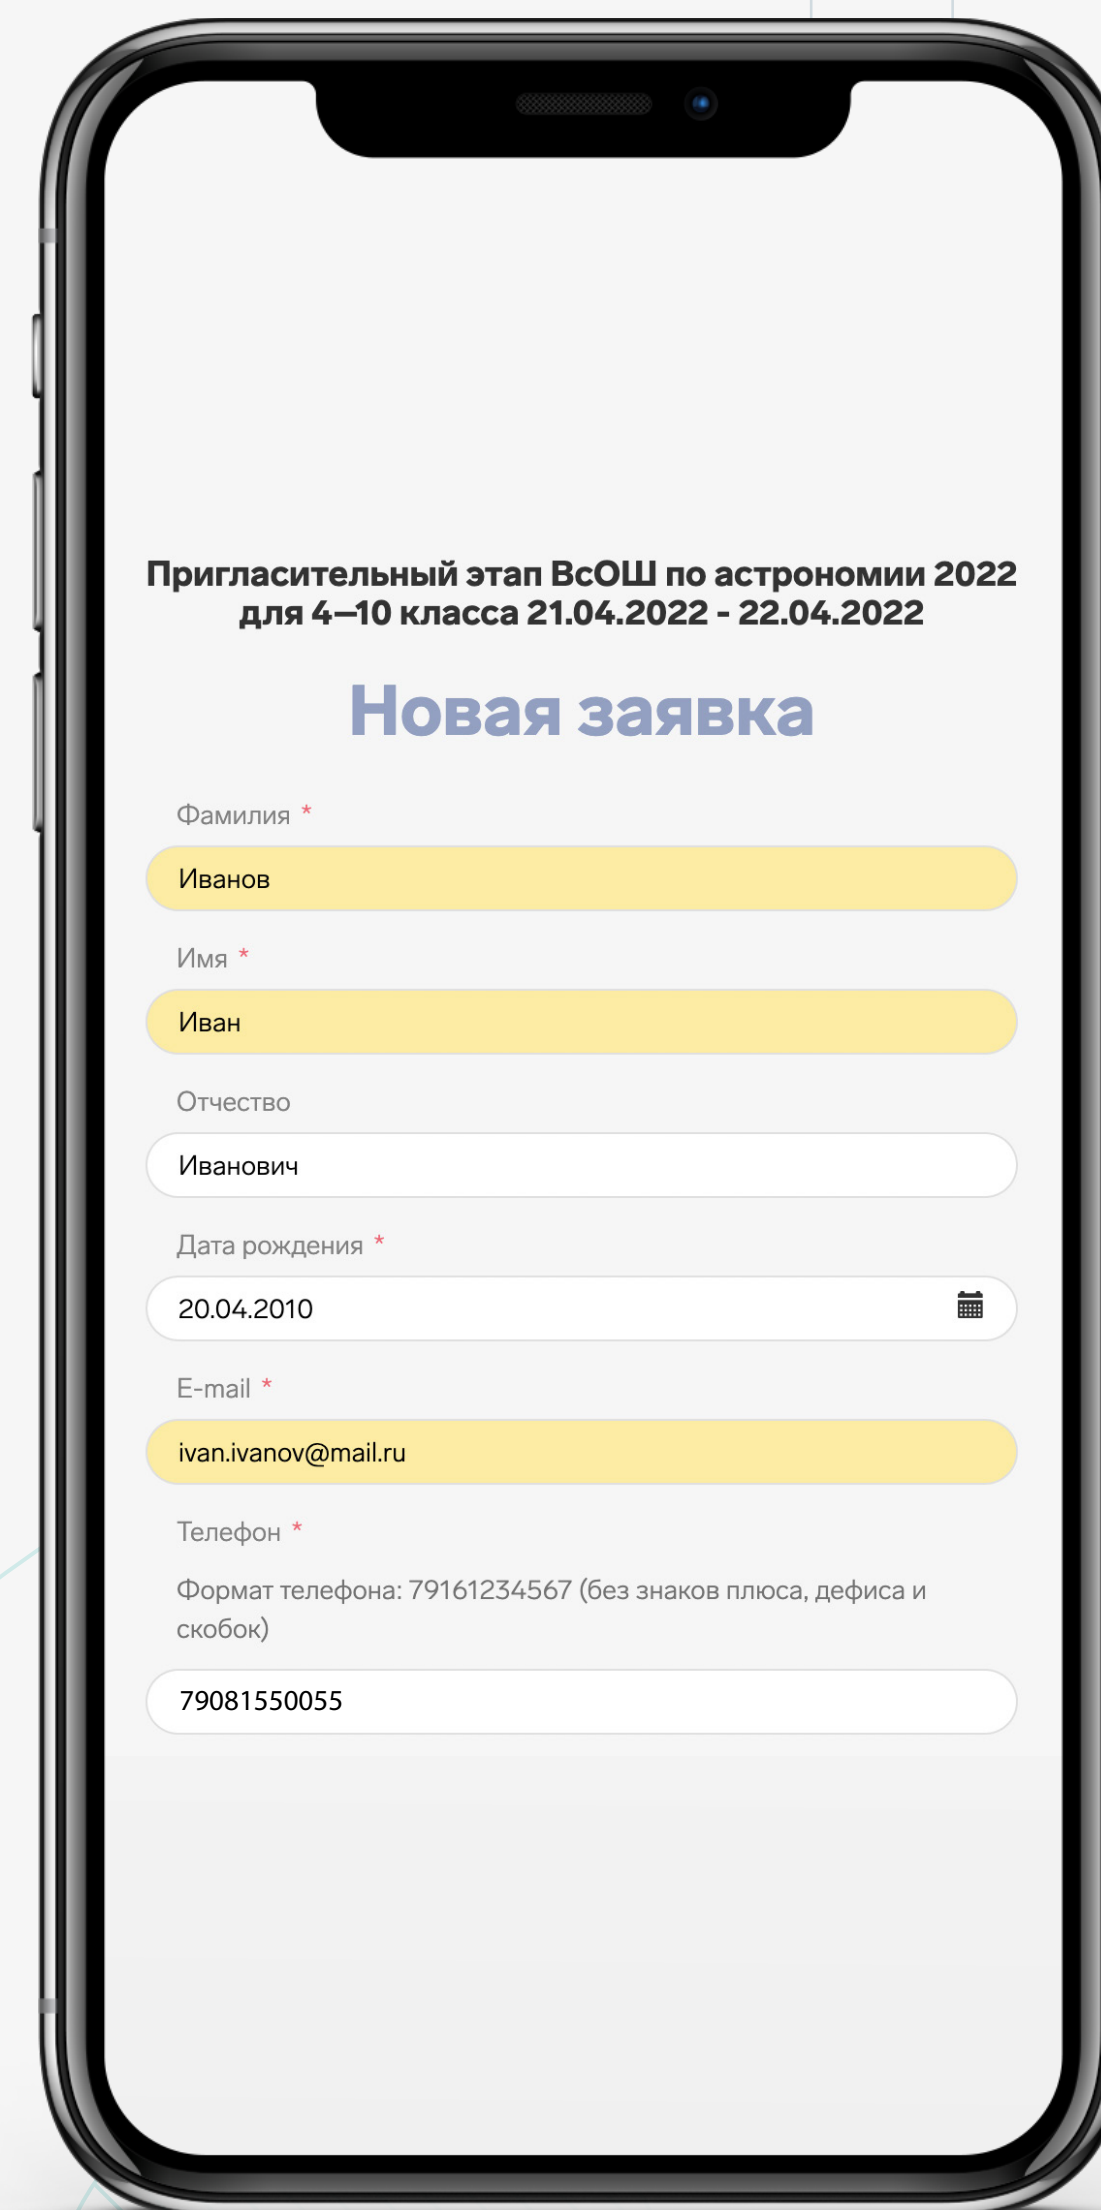 Пригласительный этап ВсОШ по астрономии 2022
для 4–10 класса 21.04.2022 - 22.04.2022
Новая заявка
Фамилия *
Иванов
Имя *
Иван
Отчество
Иванович
Дата рождения *
20.04.2010
E-mail *
ivan.ivanov@mail.ru
Телефон *
Формат телефона: 79161234567 (без знаков плюса, дефиса и
скобок)
79081550055